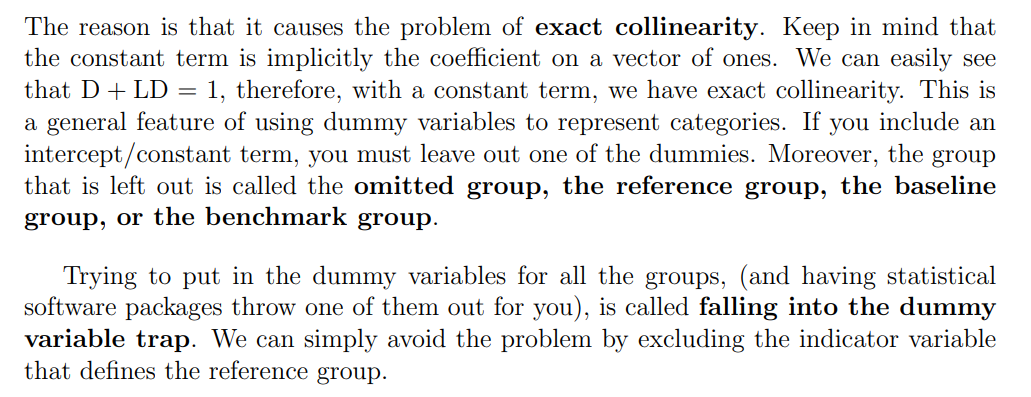 The reason is that it causes the problem of exact collinearity. Keep in mind that
the constant term is implicitly the coefficient on a vector of ones. We can easily see
that D + LD = 1, therefore, with a constant term, we have exact collinearity. This is
a general feature of using dummy variables to represent categories. If you include an
intercept/constant term, you must leave out one of the dummies. Moreover, the group
that is left out is called the omitted group, the reference group, the baseline
group, or the benchmark group.
Trying to put in the dummy variables for all the groups, (and having statistical
software packages throw one of them out for you), is called falling into the dummy
variable trap. We can simply avoid the problem by excluding the indicator variable
that defines the reference group.